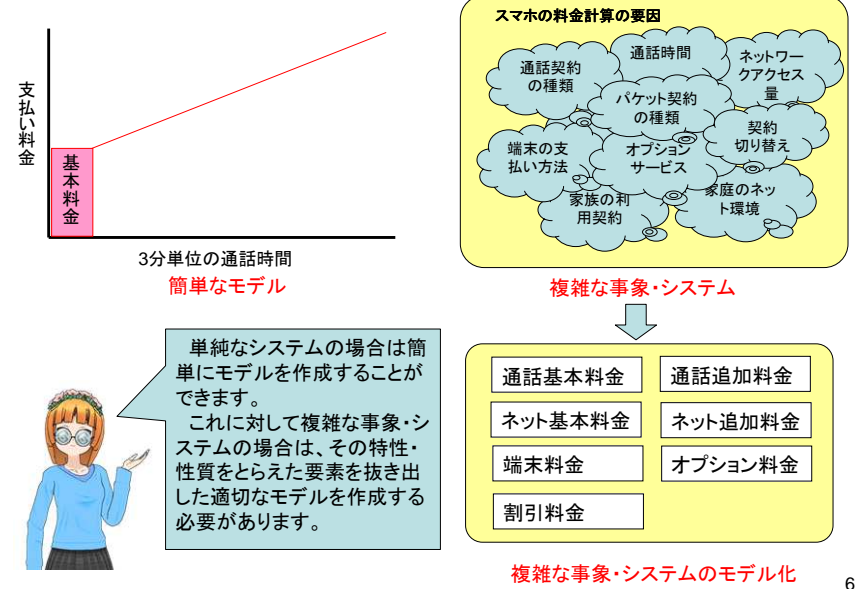 支払い料金
基本料金
3分単位の通話時間
簡単なモデル
スマホの料金計算の要因
通話契約
の種類
通話時間
ネットワー
クアクセス
量
パケット契約
の種類
契約
切り替え
端末の支
払い方法
オプション
サービス
家族の利
用契約
家庭のネッ
ト環境
複雑な事象・システム
単純なシステムの場合は簡
単にモデルを作成することが
できます。
これに対して複雑な事象・シ
ステムの場合は、その特性・
性質をとらえた要素を抜き出
した適切なモデルを作成する
必要があります。
通話基本料金
通話追加料金
ネット基本料金
ネット追加料金
端末料金
オプション料金
割引料金
複雑な事象・システムのモデル化
6